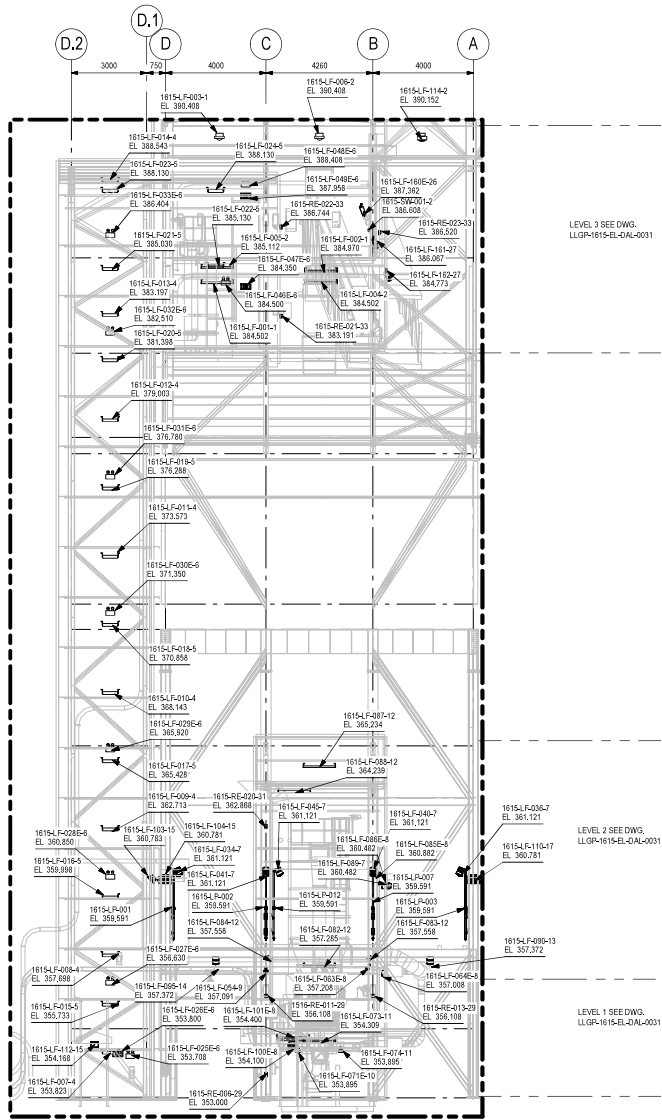 D.2
D.1
D
C
B
A
3000
750
4000
4260
4000
1615-LF-003-1
EL 390.408
1615-LF-006-2
EL 390.408
1615-LF-114-2
EL 390.152
1615-LF-014-4
EL 388.543
1615-LF-024-5
EL 388.130
1615-LF-048E-6
EL 388.408
1615-LF-023-5
EL 388.130
1615-LF-049E-6
EL 387.958
1615-LF-160E-26
EL 387.362
1615-LF-033E-6
EL 386.404
1615-LF-022-5
EL 385.130
1615-RE-022-33
EL 386.744
1615-SW-001-2
EL 386.608
1615-RE-023-33
EL 386.520
LEVEL 3 SEE DWG.
LLGP-1615-EL-DAL-0031
1615-LF-021-5
EL 385.030
1615-LF-005-2
EL 385.112
1615-LF-002-1
EL 384.970
1615-LF-161-27
EL 386.067
1615-LF-047E-6
EL 384.350
1615-LF-162-27
EL 384.773
1615-LF-013-4
EL 383.197
1615-LF-046E-6
EL 384.500
1615-LF-004-2
EL 384.502
1615-LF-032E-6
EL 382.510
1615-LF-001-1
EL 384.502
1615-RE-021-33
EL 383.191
1615-LF-020-5
EL 381.398
1615-LF-012-4
EL 379.003
1615-LF-031E-6
EL 376.780
1615-LF-019-5
EL 376.288
1615-LF-011-4
EL 373.573
1615-LF-030E-6
EL 371.350
1615-LF-018-5
EL 370.858
1615-LF-010-4
EL 368.143
1615-LF-029E-6
EL 365.920
1615-LF-087-12
EL 365.234
1615-LF-017-5
EL 365.428
1615-LF-088-12
EL 364.239
1615-LF-009-4
EL 362.713
1615-RE-020-31
EL 362.868
1615-LF-045-7
EL 361.121
1615-LF-040-7
EL 361.121
1615-LF-036-7
EL 361.121
1615-LF-028E-6
EL 360.850
1615-LF-103-15
EL 360.783
1615-LF-104-15
EL 360.781
1615-LF-086E-8
EL 360.482
1615-LF-085E-8
EL 360.882
1615-LF-110-17
EL 360.781
LEVEL 2 SEE DWG.
LLGP-1615-EL-DAL-0031
1615-LF-016-5
EL 359.998
1615-LF-034-7
EL 361.121
1615-LF-041-7
EL 361.121
1615-LF-089-7
EL 360.482
1615-LP-007
EL 359.591
1615-LP-001
EL 359.591
1615-LP-002
EL 359.591
1615-LP-012
EL 359.591
1615-LP-003
EL 359.591
1615-LF-084-12
EL 357.558
1615-LF-082-12
EL 357.285
1615-LF-083-12
EL 357.558
1615-LF-090-13
EL 357.372
1615-LF-008-4
EL 357.698
1615-LF-027E-6
EL 356.630
1615-LF-095-14
EL 357.372
1615-LF-054-9
EL 357.091
1615-LF-063E-8
EL 357.208
1615-LF-064E-8
EL 357.008
1615-LF-015-5
EL 355.733
1615-LF-026E-6
EL 353.800
1615-LF-101E-8
EL 354.400
1516-RE-011-29
EL 356.108
1615-LF-073-11
EL 354.309
1615-RE-013-29
EL 356.108
LEVEL 1 SEE DWG.
LLGP-1615-EL-DAL-0031
1615-LF-112-15
EL 354.168
1615-LF-025E-6
EL 353.708
1615-LF-100E-8
EL 354.100
1615-LF-074-11
EL 353.895
1615-LF-007-4
EL 353.823
1615-LF-071E-10
EL 353.895
1615-RE-006-29
EL 353.000